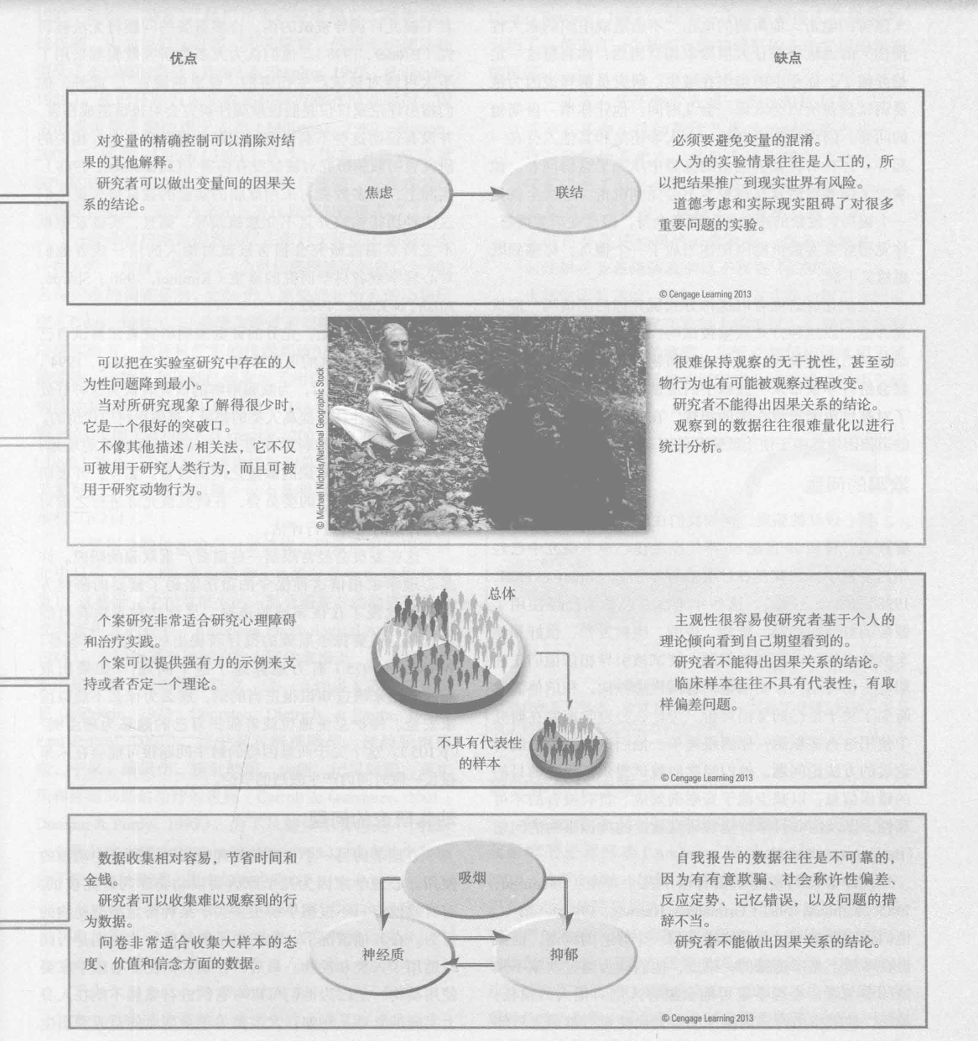 优点
缺点
对变量的精确控制可以消除对结
果的其他解释。
研究者可以做出变量间的因果关
系的结论。
焦虑
联结
必须要避免变量的混淆。
人为的实验情景往往是人工的，所
以把结果推广到现实世界有风险。
道德考虑和实际现实阻碍了对很多
重要问题的实验。
© Cengage Learning 2013
可以把在实验室研究中存在的人
为性问题降到最小。
当对所研究现象了解得很少时，
它是一个很好的突破口。
不像其他描述 / 相关法，它不仅
可被用于研究人类行为，而且可被
用于研究动物行为。
© Michael Nichols/National Geographic Stock
很难保持观察的无干扰性，甚至动
物行为也有可能被观察过程改变。
研究者不能得出因果关系的结论。
观察到的数据往往很难量化以进行
统计分析。
个案研究非常适合研究心理障碍
和治疗实践。
个案可以提供强有力的示例来支
持或者否定一个理论。
总体
不具有代表性
的样本
主观性很容易使研究者基于个人的
理论倾向看到自己期望看到的。
研究者不能得出因果关系的结论。
临床样本往往不具有代表性，有取
样偏差问题。
© Cengage Learning 2013
数据收集相对容易，节省时间和
金钱。
研究者可以收集难以观察到的行
为数据。
问卷非常适合收集大样本的态
度、价值和信念方面的数据。
吸烟
神经质
抑郁
自我报告的数据往往是不可靠的，
因为有有意欺骗、社会称许性偏差、
反应定势、记忆错误，以及问题的措
辞不当。
研究者不能做出因果关系的结论。
© Cengage Learning 2013